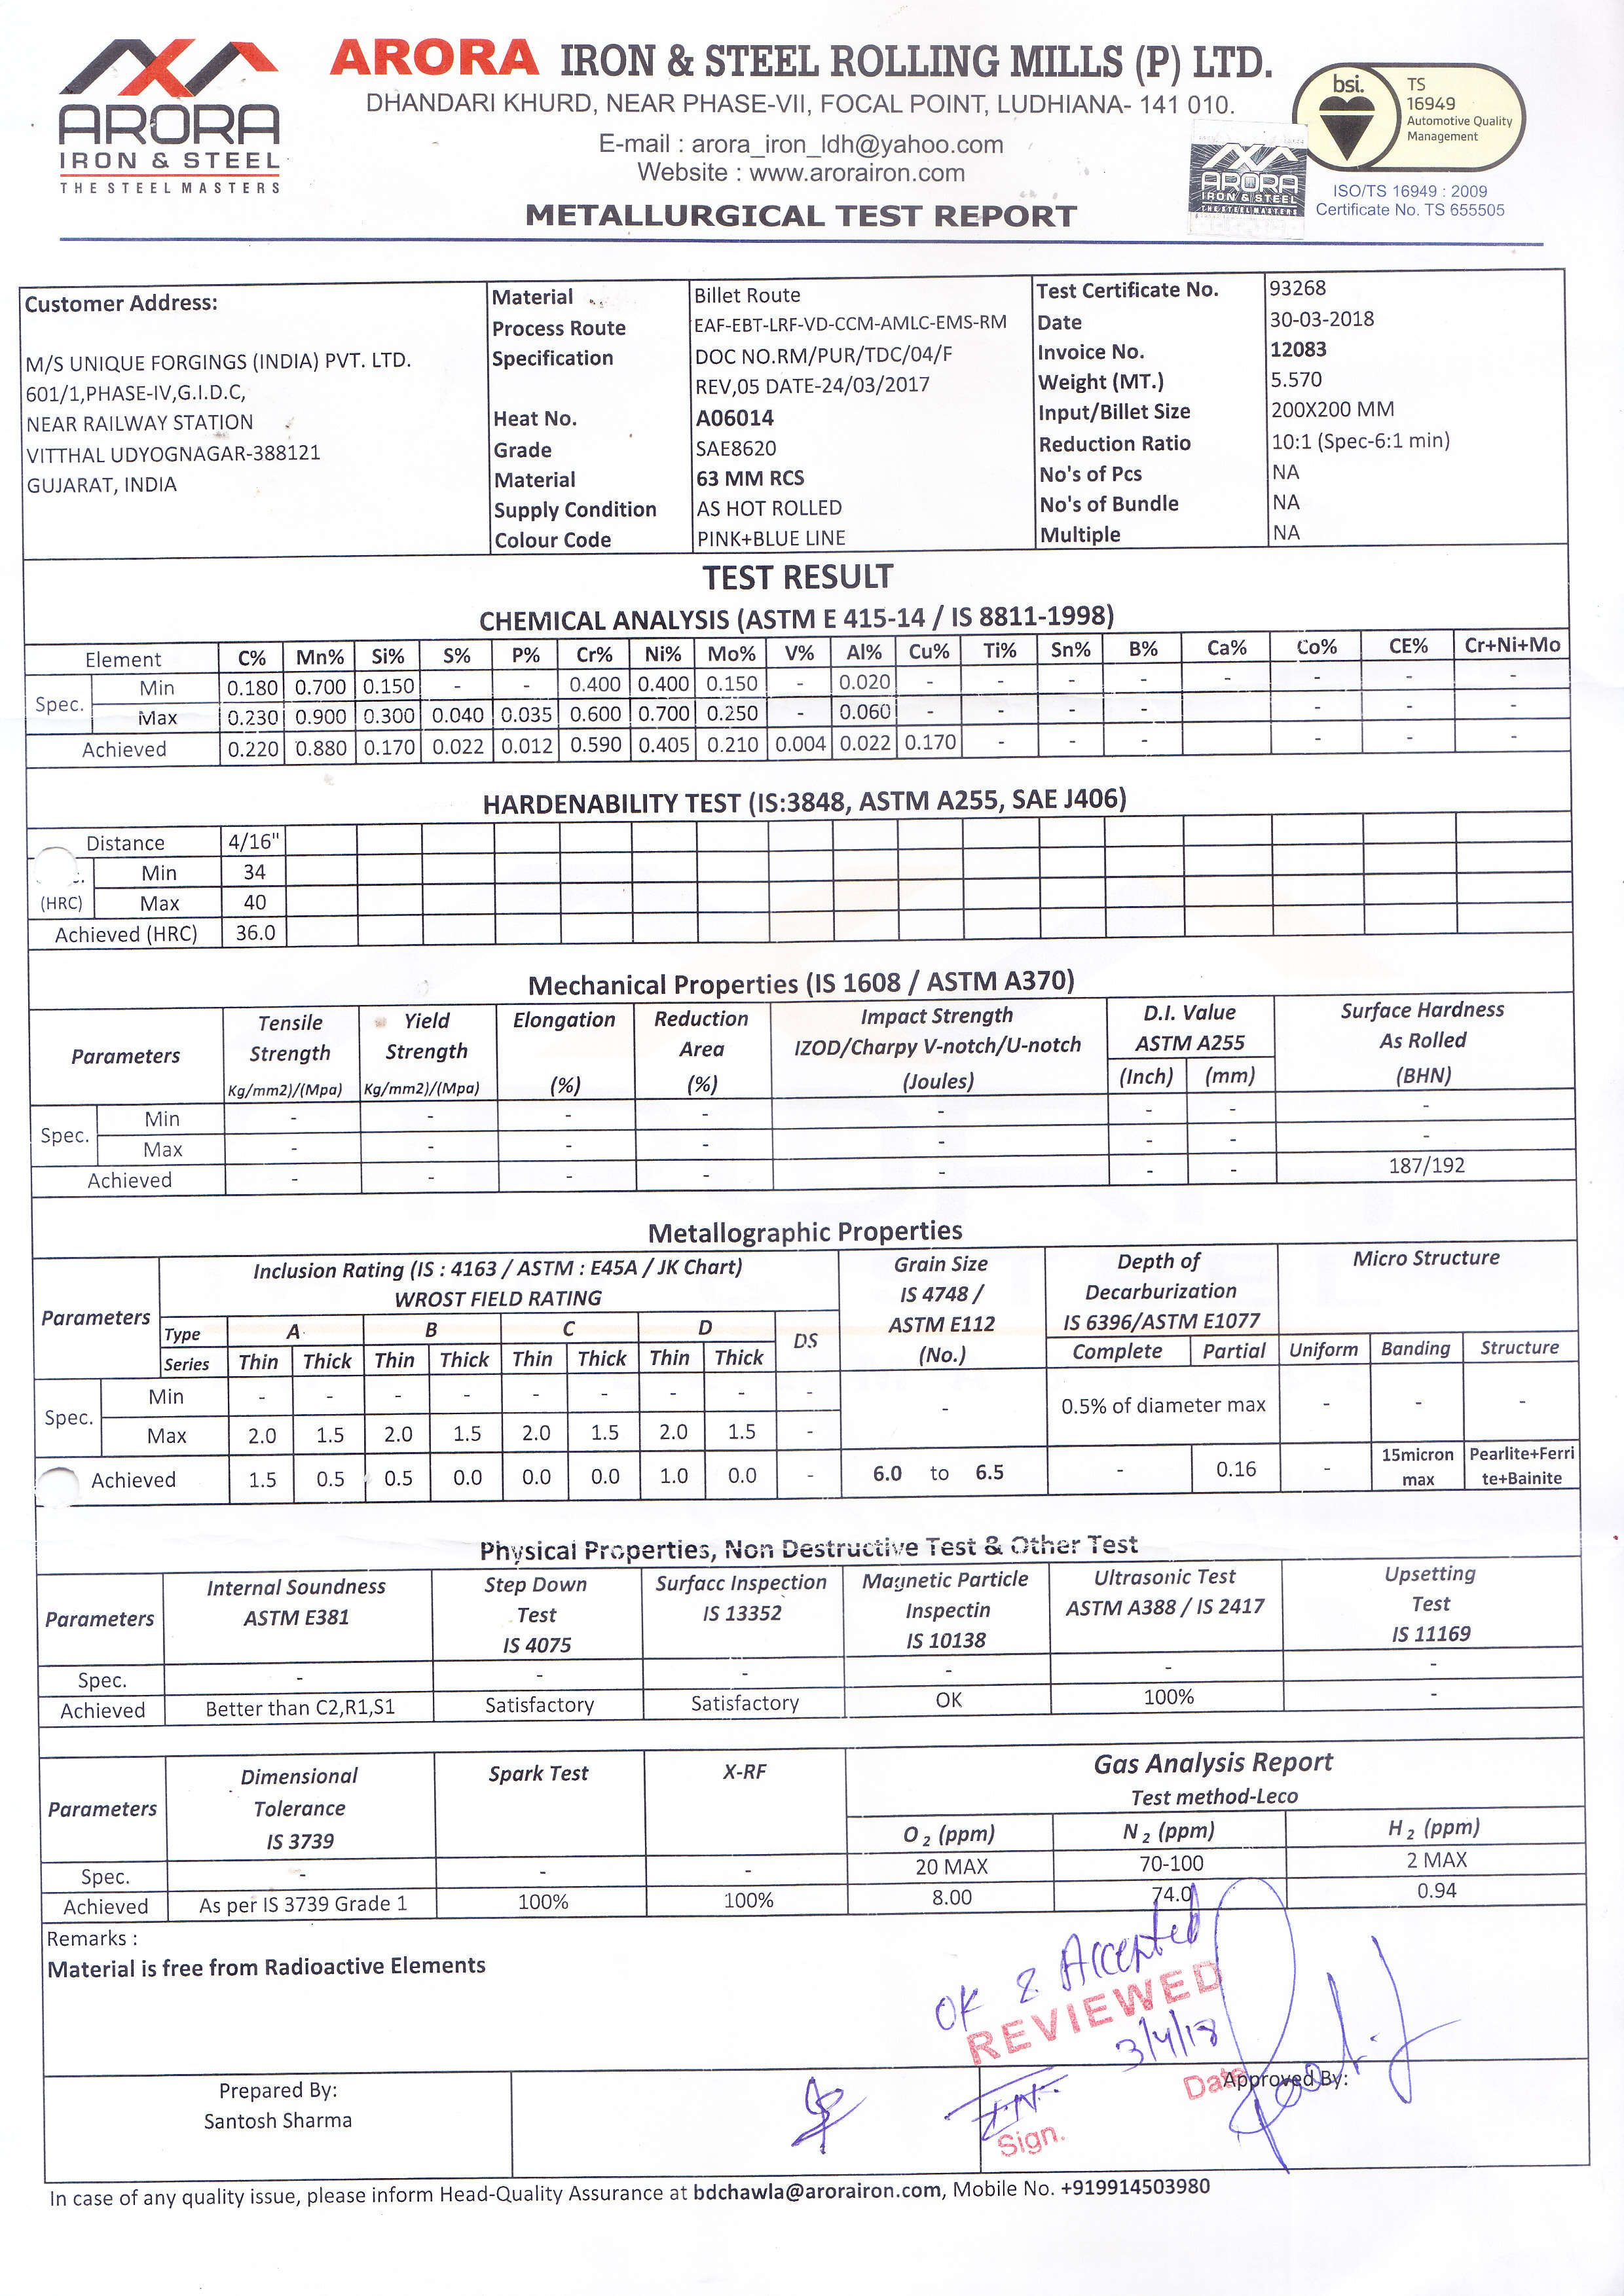 ARORA
IRON & STEEL
THE STEEL MASTERS
ARORA IRON & STEEL ROLLING MILLS (P) LTD.
DHANDARI KHURD, NEAR PHASE-VII, FOCAL POINT, LUDHIANA- 141 010.
E-mail : arora_iron_ldh@yahoo.com
Website : www.arorairon.com
METALLURGICAL TEST REPORT
bsi. TS
16949
Automotive Quality
Management
ARORA
IRON & STEEL
THE STEEL MASTERS
ISO/TS 16949 : 2009
Certificate No. TS 655505
Customer Address:
M/S UNIQUE FORGINGS (INDIA) PVT. LTD.
601/1,PHASE-IV,G.I.D.C,
NEAR RAILWAY STATION
VITTHAL UDYOGNAGAR-388121
GUJARAT, INDIA
Material Billet Route
Process Route EAF-EBT-LRF-VD-CCM-AMLC-EMS-RM
Specification DOC NO.RM/PUR/TDC/04/F
REV,05 DATE-24/03/2017
Heat No. A06014
Grade SAE8620
Material 63 MM RCS
Supply Condition AS HOT ROLLED
Colour Code PINK+BLUE LINE
Test Certificate No. 93268
Date 30-03-2018
Invoice No. 12083
Weight (MT.) 5.570
Input/Billet Size 200X200 MM
Reduction Ratio 10:1 (Spec-6:1 min)
No's of Pcs NA
No's of Bundle NA
Multiple NA
TEST RESULT
CHEMICAL ANALYSIS (ASTM E 415-14 / IS 8811-1998)
Element C% Mn% Si% S% P% Cr% Ni% Mo% V% Al% Cu% Ti% Sn% B% Ca% Co% CE% Cr+Ni+Mo
Spec. Min 0.180 0.700 0.150 - - 0.400 0.400 0.150 - 0.020 - - - - - - - -
Max 0.230 0.900 0.300 0.040 0.035 0.600 0.700 0.250 - 0.060 - - - - - - - -
Achieved 0.220 0.880 0.170 0.022 0.012 0.590 0.405 0.210 0.004 0.022 0.170 - - - - - -
HARDENABILITY TEST (IS:3848, ASTM A255, SAE J406)
Distance 4/16"
Min 34
(HRC) Max 40
Achieved (HRC) 36.0
Mechanical Properties (IS 1608 / ASTM A370)
Parameters
Tensile Strength Kg/mm2)/(Mpa)
Yield Strength Kg/mm2)/(Mpa)
Elongation (%)
Reduction Area (%)
Impact Strength IZOD/Charpy V-notch/U-notch (Joules)
D.I. Value ASTM A255 (Inch) (mm)
Surface Hardness As Rolled (BHN)
Spec. Min - - - - - - - -
Max - - - - - - - -
Achieved - - - - - - - 187/192
Metallographic Properties
Parameters
Inclusion Rating (IS : 4163 / ASTM : E45A / JK Chart)
WROST FIELD RATING
Type A B C D DS
Series Thin Thick Thin Thick Thin Thick Thin Thick
Grain Size IS 4748 / ASTM E112 (No.)
Depth of Decarburization IS 6396/ASTM E1077
Complete Partial
Micro Structure
Uniform Banding Structure
Spec. Min - - - - - - - - - - 0.5% of diameter max - - -
Max 2.0 1.5 2.0 1.5 2.0 1.5 2.0 1.5 -
Achieved 1.5 0.5 0.5 0.0 0.0 0.0 1.0 0.0 - 6.0 to 6.5 - 0.16 - 15micron max Pearlite+Ferri te+Bainite
Physical Properties, Non Destructive Test & Other Test
Parameters
Internal Soundness ASTM E381
Step Down Test IS 4075
Surfacc Inspection IS 13352
Magnetic Particle Inspectin IS 10138
Ultrasonic Test ASTM A388 / IS 2417
Upsetting Test IS 11169
Spec. - - - - - -
Achieved Better than C2,R1,S1 Satisfactory Satisfactory OK 100% -
Parameters
Dimensional Tolerance IS 3739
Spark Test
X-RF
Gas Analysis Report
Test method-Leco
O2 (ppm) N2 (ppm) H2 (ppm)
Spec. - - - 20 MAX 70-100 2 MAX
Achieved As per IS 3739 Grade 1 100% 100% 8.00 74.0 0.94
Remarks :
Material is free from Radioactive Elements
OK & Accepted
REVIEWED
3/4/18
Date
Sign.
Prepared By:
Santosh Sharma
Approved By:
In case of any quality issue, please inform Head-Quality Assurance at bdchawla@arorairon.com, Mobile No. +919914503980